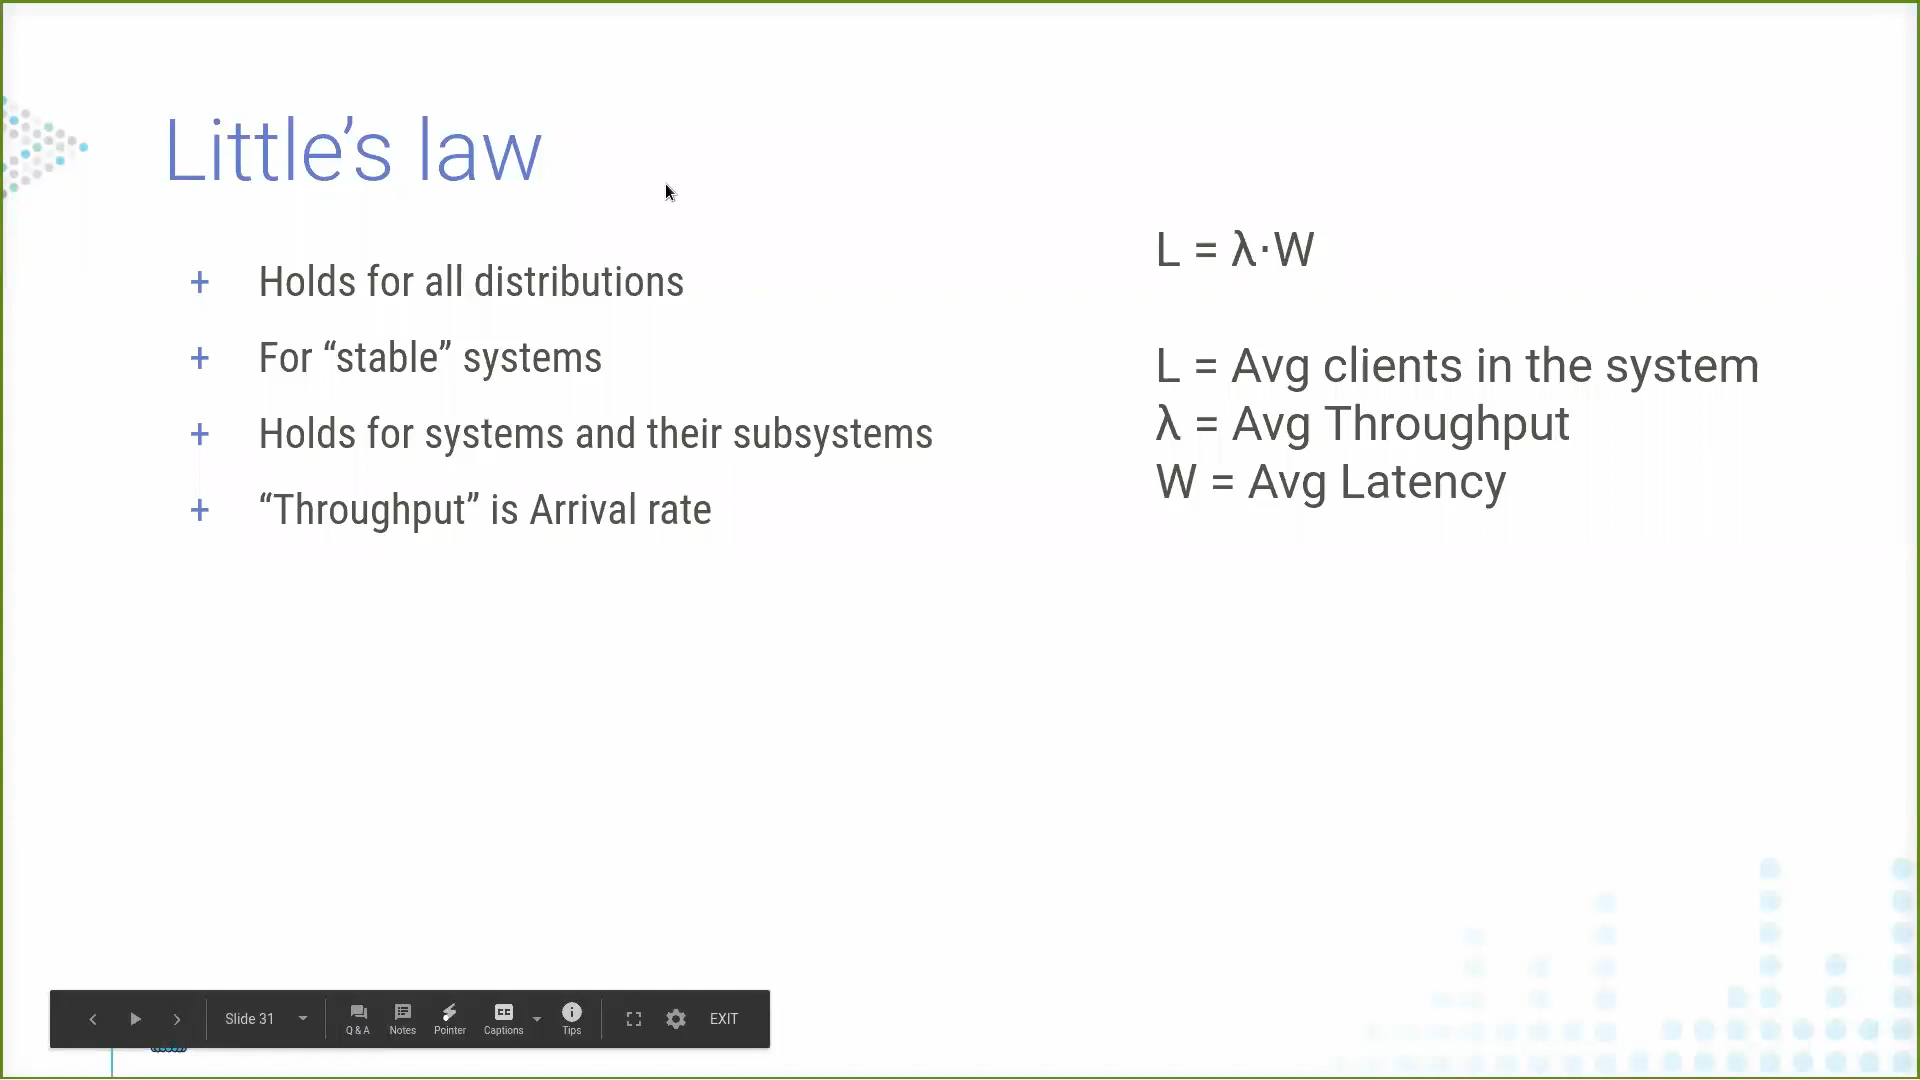 Little’s law
+ Holds for all distributions
+ For “stable” systems
+ Holds for systems and their subsystems
+ “Throughput” is Arrival rate
L = λ·W
L = Avg clients in the system
λ = Avg Throughput
W = Avg Latency
Slide 31
Q & A
Notes
Pointer
CC
Captions
Tips
EXIT